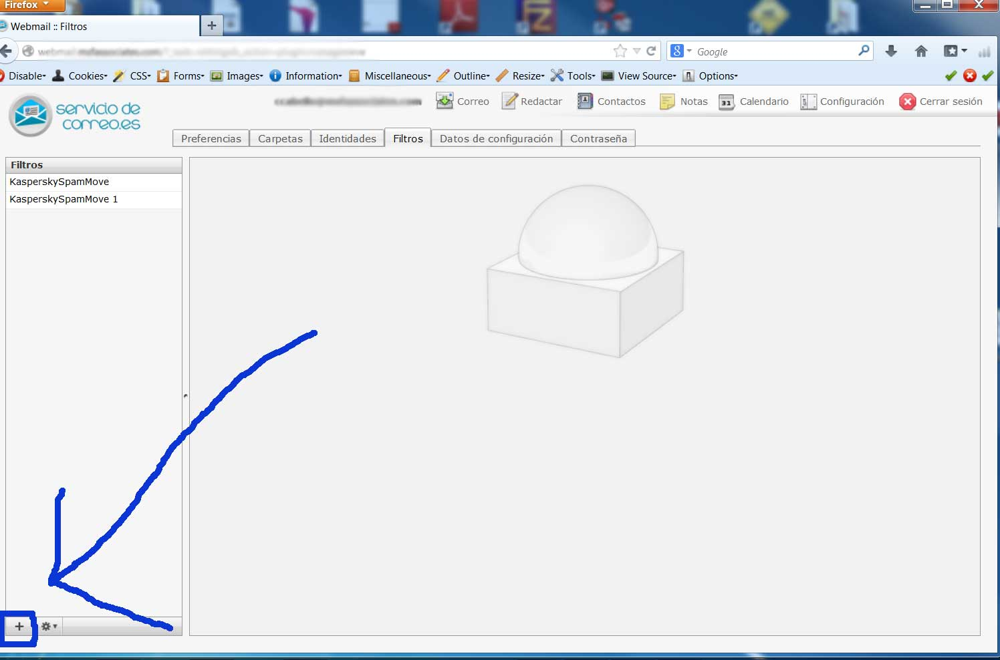 Firefox
Webmail :: Filtros
Google
Disable Cookies CSS Forms Images Information Miscellaneous Outline Resize Tools View Source Options
servicio de
correo.es
Correo Redactar Contactos Notas 31 Calendario Configuración Cerrar sesión
Preferencias Carpetas Identidades Filtros Datos de configuración Contraseña
Filtros
KasperskySpamMove
KasperskySpamMove 1